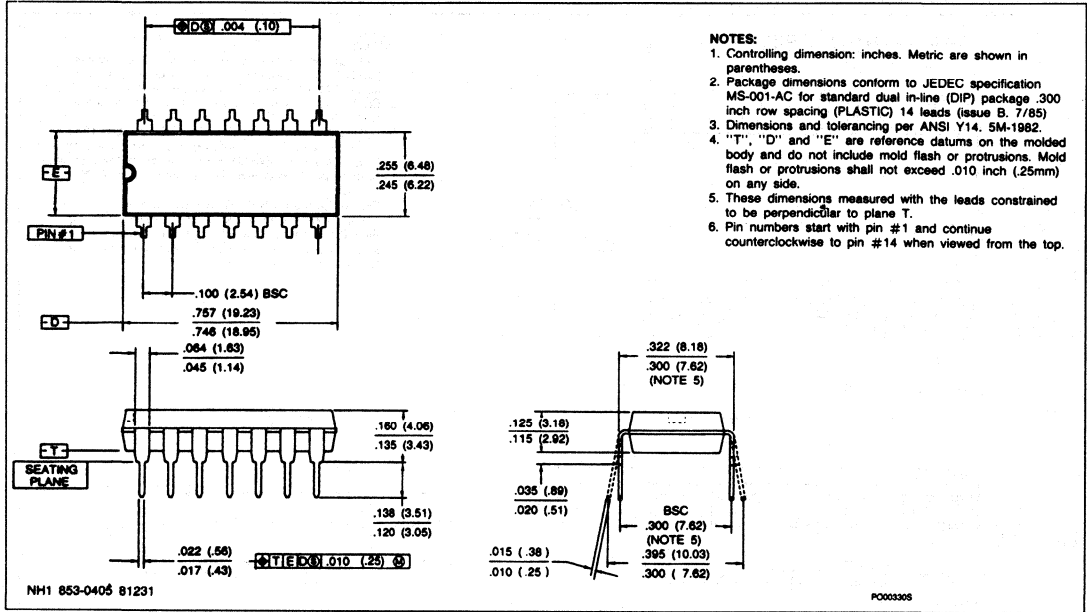 ⌖ D Ⓢ .004 (.10)
-E-
.255 (6.48)
.245 (6.22)
PIN #1
.100 (2.54) BSC
-D-
.757 (19.23)
.746 (18.95)
.064 (1.63)
.045 (1.14)
.160 (4.06)
.135 (3.43)
-T-
SEATING
PLANE
.138 (3.51)
.120 (3.05)
.022 (.56)
.017 (.43)
⌖ T E D Ⓢ .010 (.25) Ⓜ
NH1 853-0405 81231
NOTES:
1. Controlling dimension: inches. Metric are shown in
parentheses.
2. Package dimensions conform to JEDEC specification
MS-001-AC for standard dual in-line (DIP) package .300
inch row spacing (PLASTIC) 14 leads (issue B. 7/85)
3. Dimensions and tolerancing per ANSI Y14. 5M-1982.
4. "T", "D" and "E" are reference datums on the molded
body and do not include mold flash or protrusions. Mold
flash or protrusions shall not exceed .010 inch (.25mm)
on any side.
5. These dimensions measured with the leads constrained
to be perpendicular to plane T.
6. Pin numbers start with pin #1 and continue
counterclockwise to pin #14 when viewed from the top.
.322 (8.18)
.300 (7.62)
(NOTE 5)
.125 (3.18)
.115 (2.92)
.035 (.89)
.020 (.51)
BSC
.300 (7.62)
(NOTE 5)
.395 (10.03)
.300 ( 7.62)
.015 ( .38 )
.010 ( .25 )
PO00330S